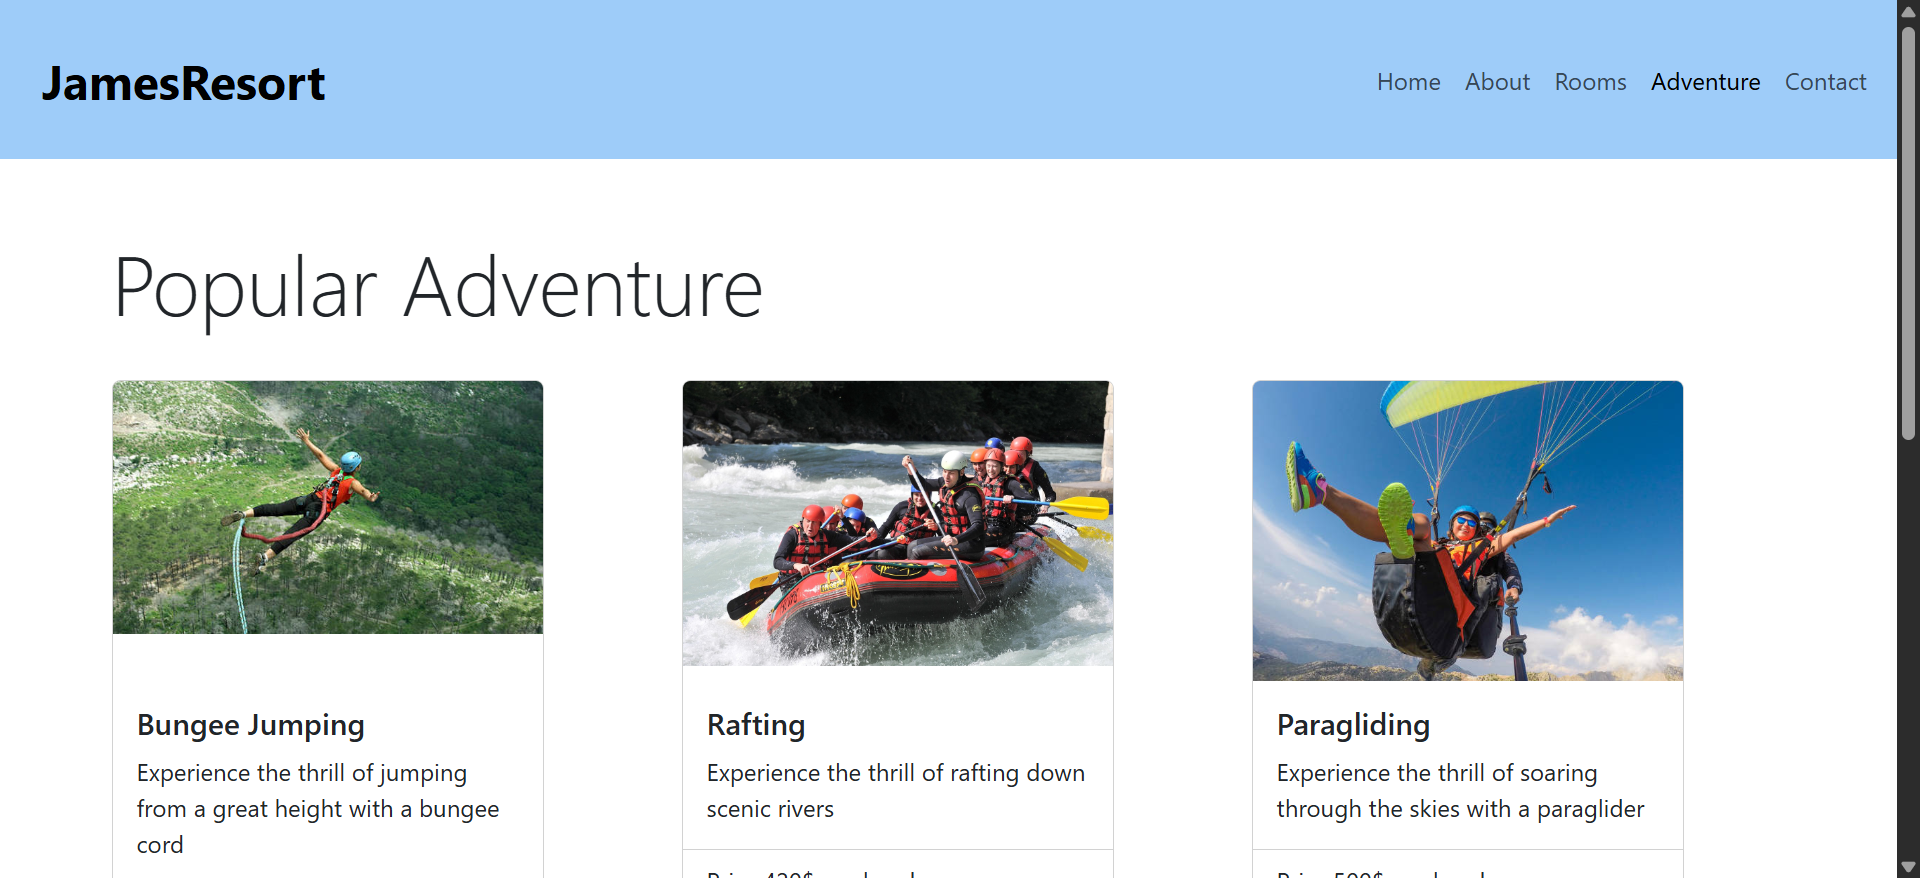 JamesResort
Home About Rooms Adventure Contact
Popular Adventure
Bungee Jumping
Experience the thrill of jumping
from a great height with a bungee
cord
Rafting
Experience the thrill of rafting down
scenic rivers
Paragliding
Experience the thrill of soaring
through the skies with a paraglider